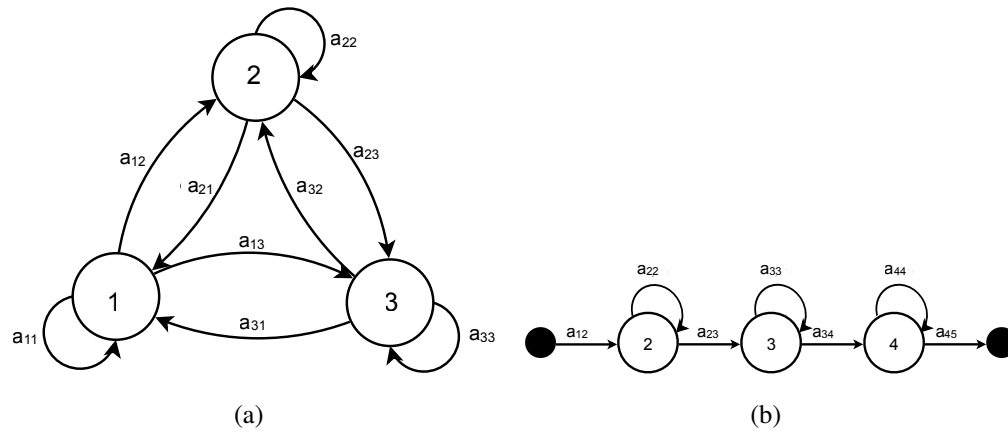 2
a₂₂
a₁₂
a₂₁
a₃₂
a₂₃
a₁₃
1
3
a₃₁
a₁₁
a₃₃
(a)
a₂₂
a₃₃
a₄₄
a₁₂
2
a₂₃
3
a₃₄
4
a₄₅
(b)